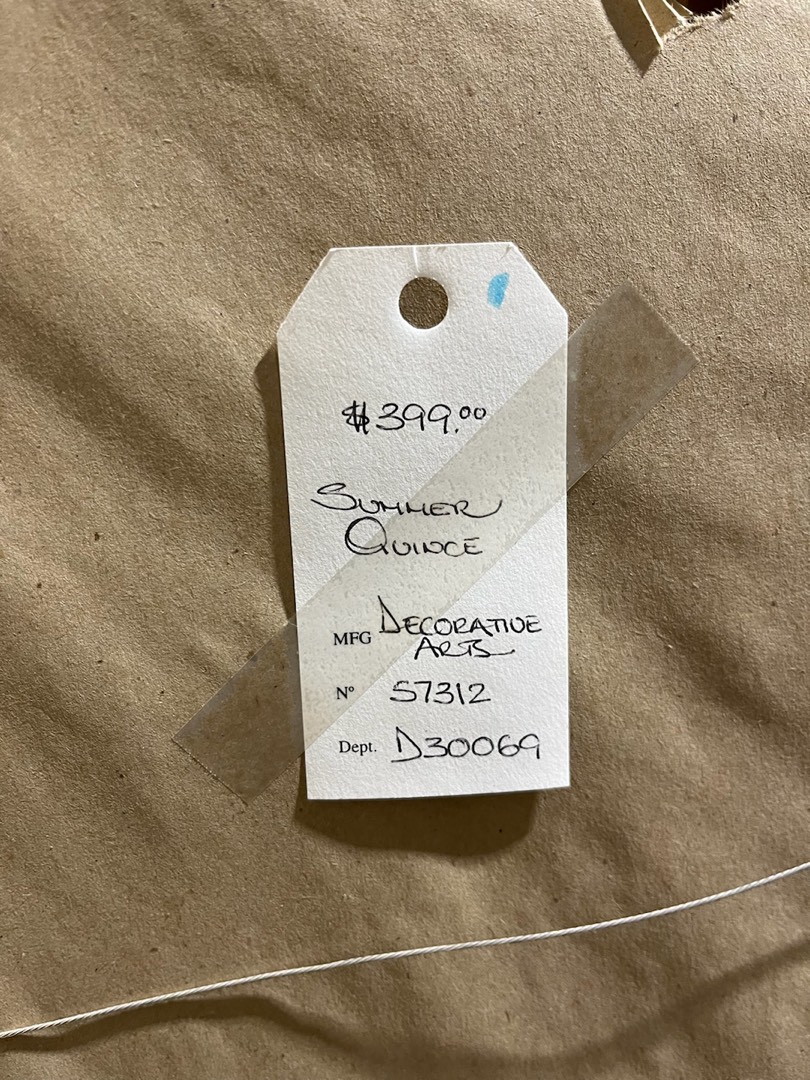 $399.00
SUMMER
QUINCE
MFG DECORATIVE
ARTS
Nº 57312
Dept. D30069